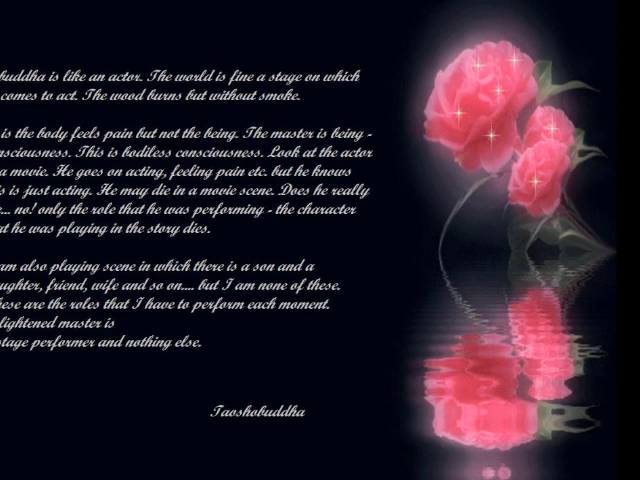 buddha is like an actor. The world is fine a stage on which
comes to act. The wood burns but without smoke.
is the body feels pain but not the being. The master is being -
nsciousness. This is bodiless consciousness. Look at the actor
a movie. He goes on acting, feeling pain etc. but he knows
is is just acting. He may die in a movie scene. Does he really
... no! only the role that he was performing - the character
at he was playing in the story dies.
am also playing scene in which there is a son and a
ughter, friend, wife and so on.... but I am none of these.
hese are the roles that I have to perform each moment.
lightened master is
stage performer and nothing else.
Taoshobuddha